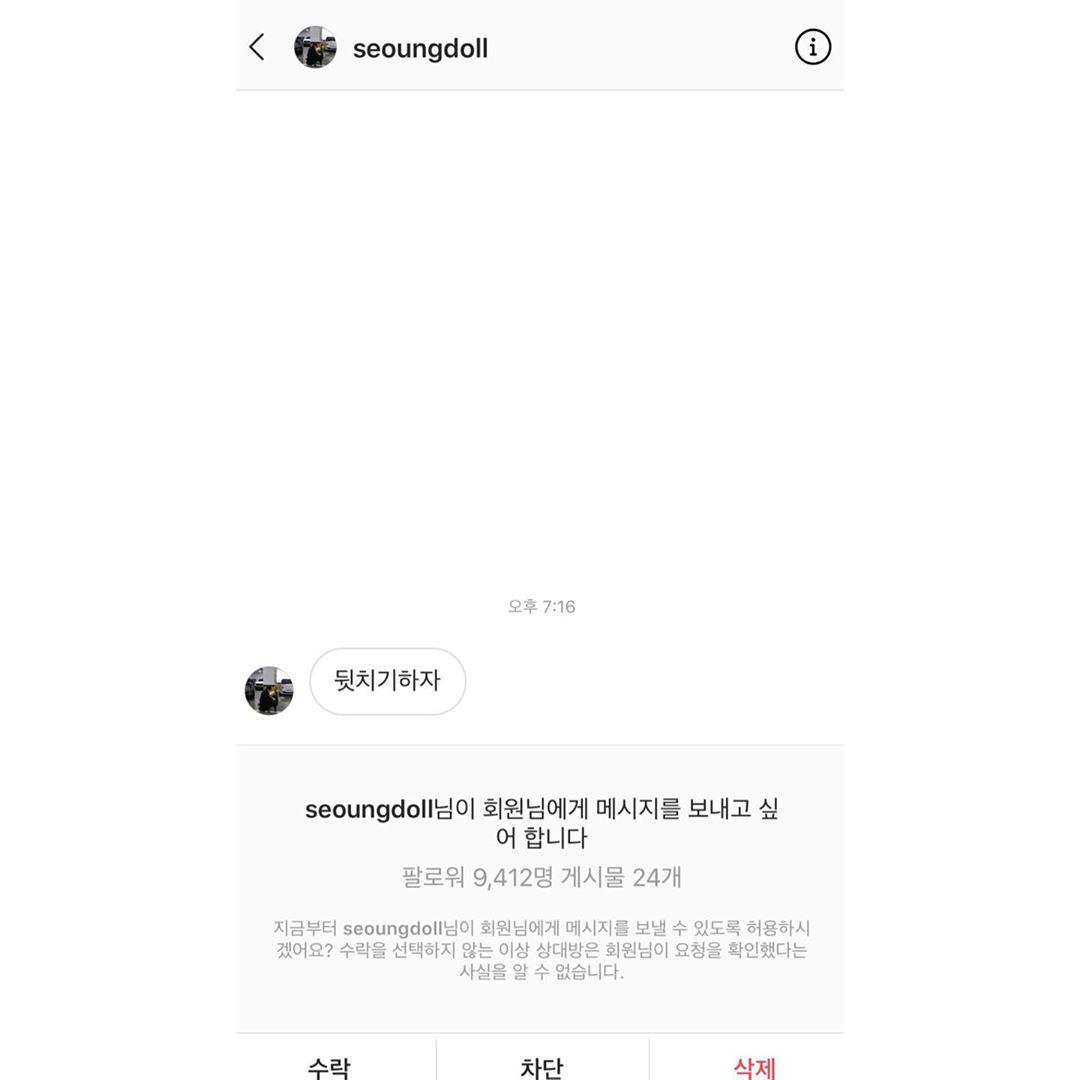 seoungdoll
오후 7:16
뒷치기하자
seoungdoll님이 회원님에게 메시지를 보내고 싶
어 합니다
팔로워 9,412명 게시물 24개
지금부터 seoungdoll님이 회원님에게 메시지를 보낼 수 있도록 허용하시
겠어요? 수락을 선택하지 않는 이상 상대방은 회원님이 요청을 확인했다는
사실을 알 수 없습니다.
수락 차단 삭제